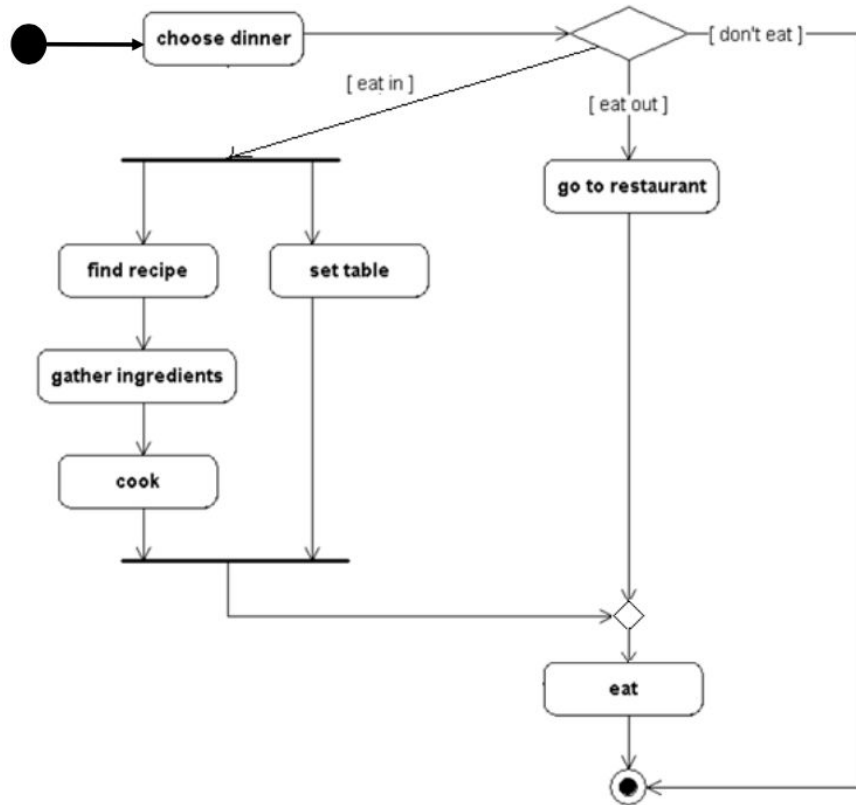 choose dinner
[ don't eat ]
[ eat in ]
[ eat out ]
go to restaurant
find recipe
set table
gather ingredients
cook
eat